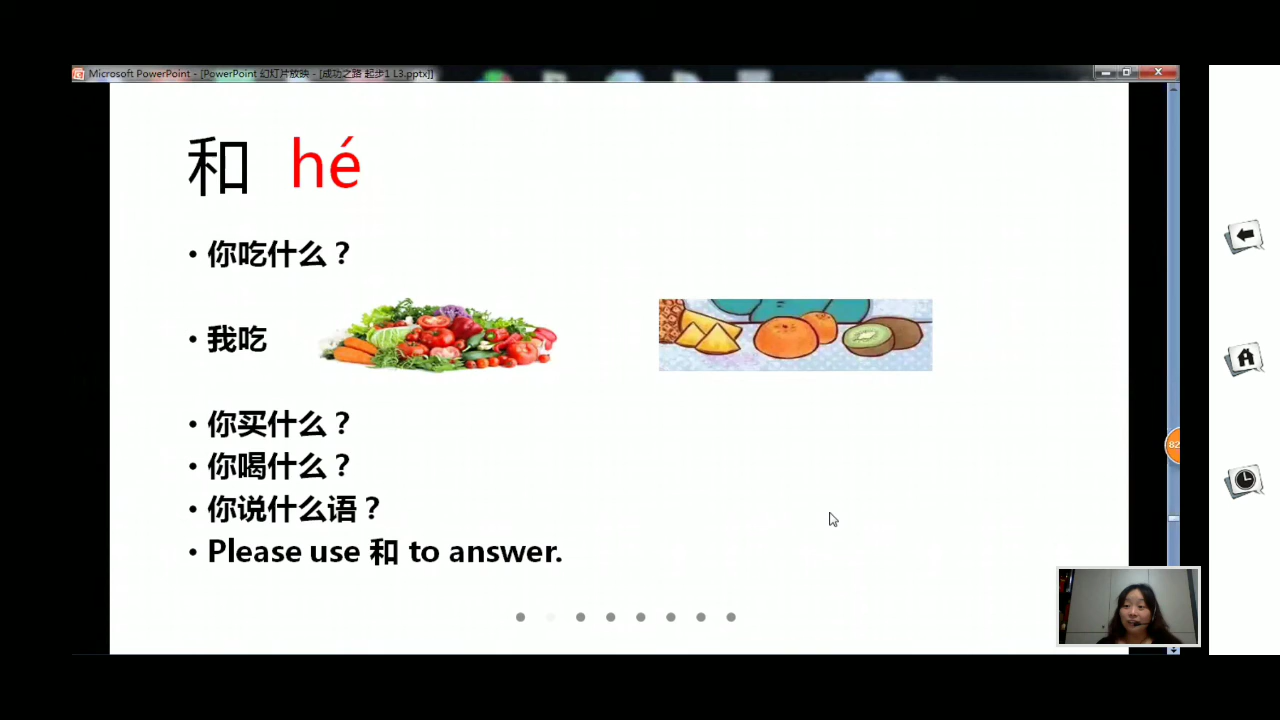 Microsoft PowerPoint - [PowerPoint 幻灯片放映 - [成功之路 起步1 L3.pptx]]
和 hé
• 你吃什么？
• 我吃
• 你买什么？
• 你喝什么？
• 你说什么语？
• Please use 和 to answer.
82